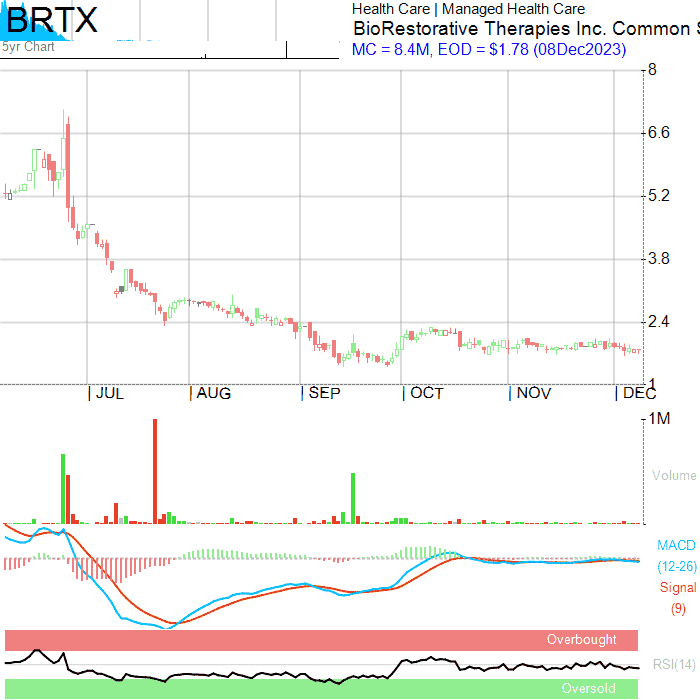 BRTX
Health Care | Managed Health Care
BioRestorative Therapies Inc. Common S
5yr Chart
MC = 8.4M, EOD = $1.78 (08Dec2023)
8
6.6
5.2
3.8
2.4
1
JUL
AUG
SEP
OCT
NOV
DEC
1M
Volume
MACD
(12-26)
Signal
(9)
Overbought
RSI(14)
Oversold